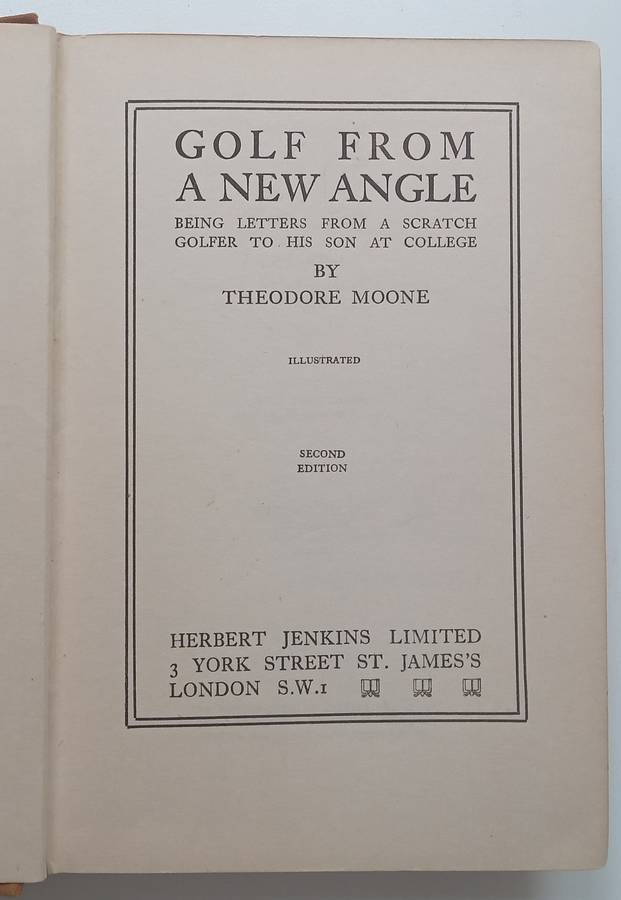 GOLF FROM
A NEW ANGLE
BEING LETTERS FROM A SCRATCH
GOLFER TO HIS SON AT COLLEGE
BY
THEODORE MOONE
ILLUSTRATED
SECOND
EDITION
HERBERT JENKINS LIMITED
3 YORK STREET ST. JAMES'S
LONDON S.W.1